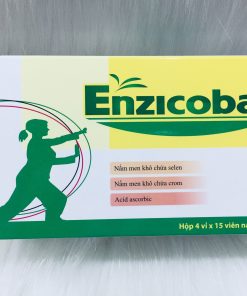 Enzicoba
Nấm men khô chứa selen
Nấm men khô chứa crom
Acid ascorbic
Hộp 4 vỉ x 15 viên